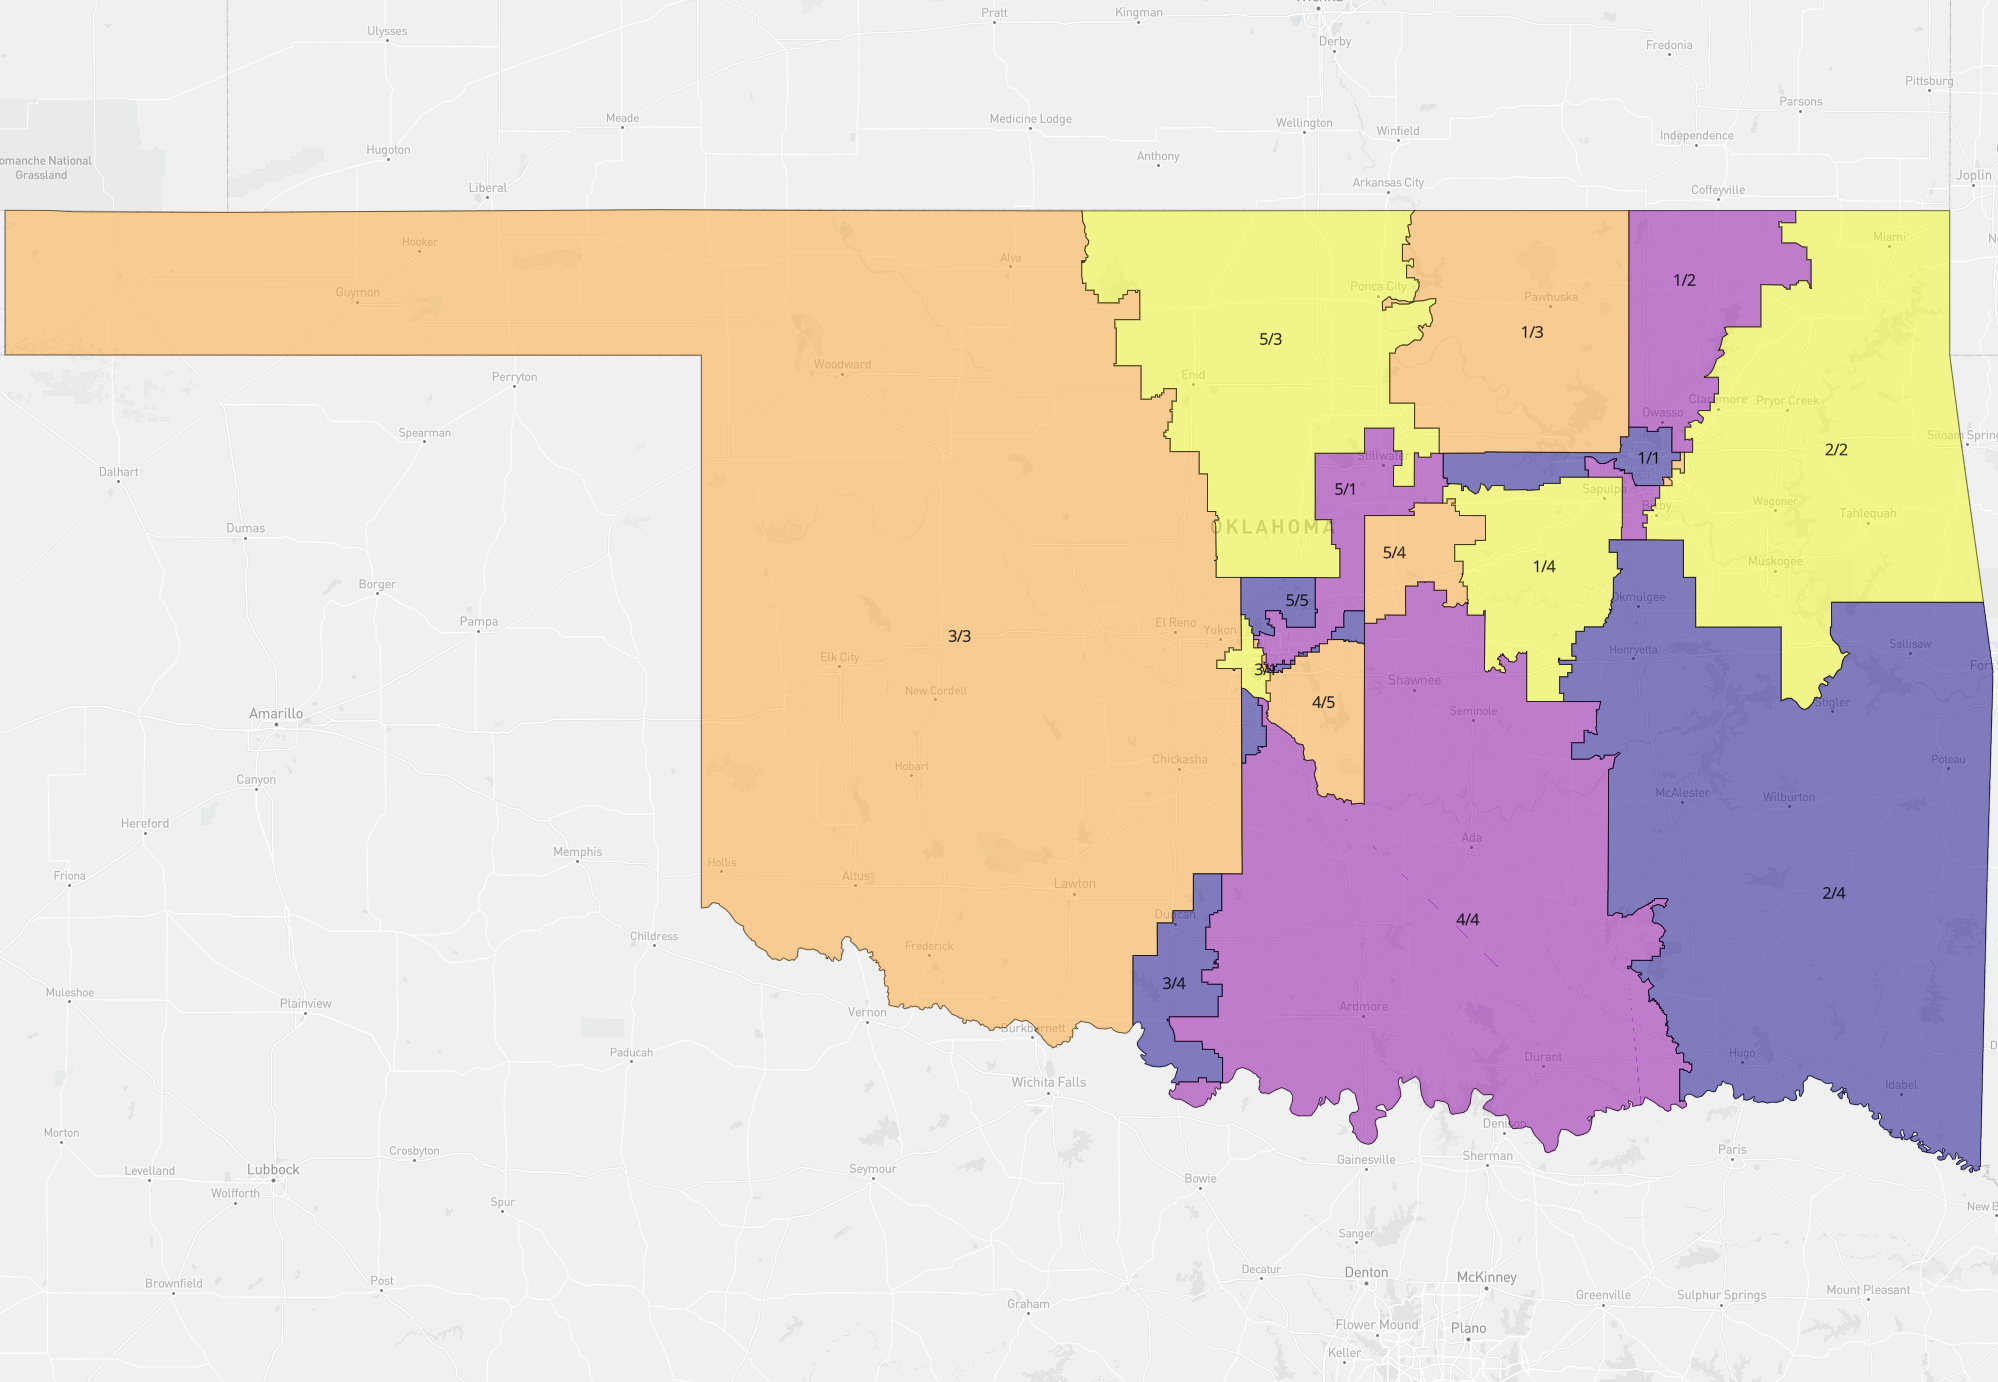 Pratt
Kingman
Ulysses
Derby
Fredonia
Pittsburg
Parsons
Meade
Medicine Lodge
Wellington
Winfield
Independence
Hugoton
Anthony
omanche National
Grassland
Liberal
Arkansas City
Coffeyville
Joplin
Hooker
Miami
Alva
1/2
Guymon
Ponca City
Pawhuska
1/3
5/3
Woodward
Enid
Perryton
Claremore
Pryor Creek
Owasso
Spearman
Siloam Spring
2/2
Stillwater
1/1
Dalhart
5/1
Sapulpa
Bixby
Wagoner
Tahlequah
Dumas
OKLAHOMA
5/4
1/4
Muskogee
Borger
5/5
Okmulgee
Pampa
El Reno
Yukon
3/3
Elk City
Sallisaw
Henryetta
3/1
Shawnee
New Cordell
4/5
Stigler
Amarillo
Seminole
Canyon
Hobart
Chickasha
Poteau
McAlester
Wilburton
Hereford
Ada
Memphis
Hollis
Friona
Altus
Lawton
2/4
Duncan
4/4
Childress
Frederick
3/4
Muleshoe
Plainview
Vernon
Ardmore
Burkburnett
Paducah
Durant
Hugo
Wichita Falls
Idabel
Denison
Morton
Crosbyton
Gainesville
Sherman
Paris
Levelland
Lubbock
Seymour
Bowie
Wolfforth
Spur
New B
Sanger
Decatur
Denton
McKinney
Brownfield
Post
Greenville
Sulphur Springs
Mount Pleasant
Graham
Flower Mound
Plano
Keller